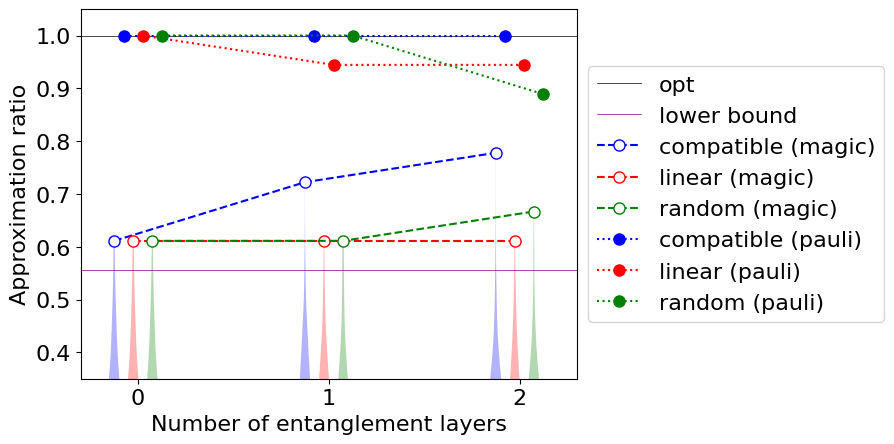 1.0
0.9
0.8
0.7
0.6
0.5
0.4
Approximation ratio
0 1 2
Number of entanglement layers
opt
lower bound
compatible (magic)
linear (magic)
random (magic)
compatible (pauli)
linear (pauli)
random (pauli)